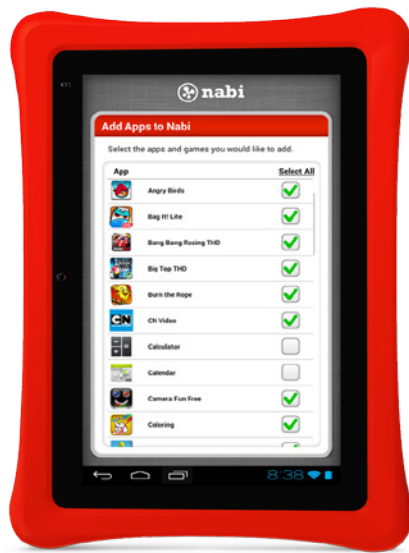 nabi
Add Apps to Nabi
Select the apps and games you would like to add.
App Select All
Angry Birds
Bag It! Lite
Bang Bang Racing THD
Big Top THD
Burn the Rope
CN CN Video
Calculator
Calendar
Camera Fun Free
Coloring
8:38